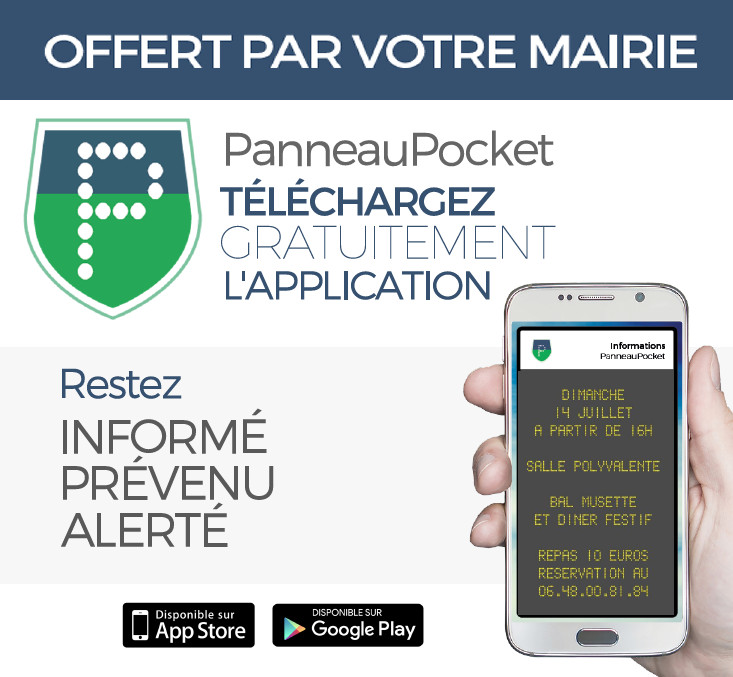 OFFERT PAR VOTRE MAIRIE
P
PanneauPocket
TÉLÉCHARGEZ
GRATUITEMENT
L'APPLICATION
Restez
INFORMÉ
PRÉVENU
ALERTÉ
P
Informations
PanneauPocket
DIMANCHE
14 JUILLET
A PARTIR DE 16H
SALLE POLYVALENTE
BAL MUSETTE
ET DINER FESTIF
REPAS 10 EUROS
RESERVATION AU
06.48.00.81.84
Disponible sur
App Store
DISPONIBLE SUR
Google Play